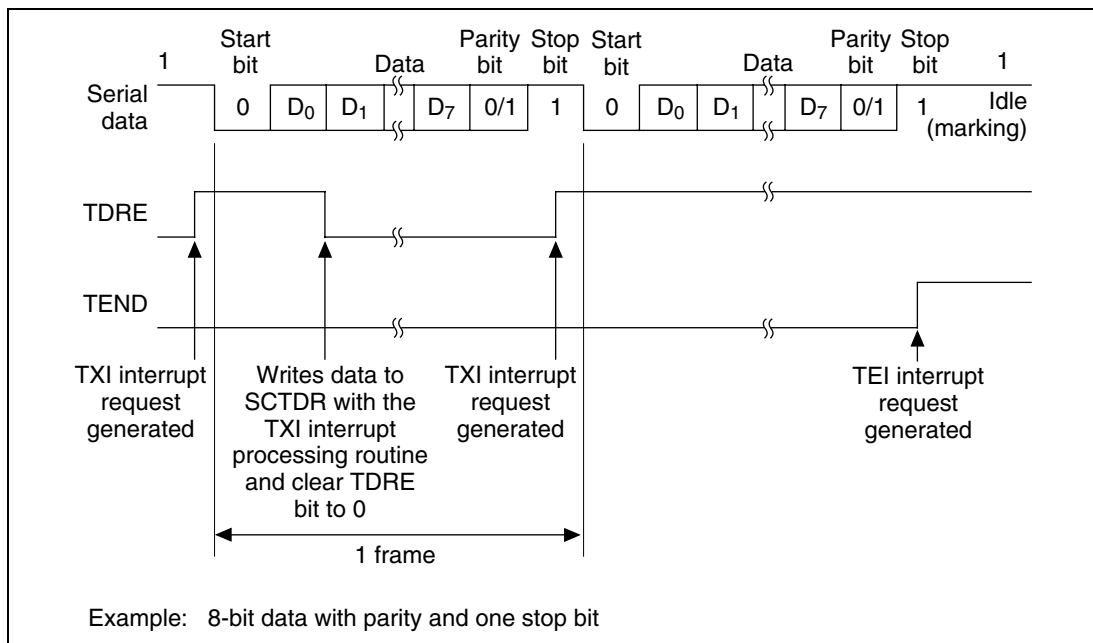 Start bit
Parity bit
Stop bit
Start bit
Parity bit
Stop bit
1
Data
Data
1
Serial data
0
D0
D1
D7
0/1
1
0
D0
D1
D7
0/1
1
Idle (marking)
TDRE
TEND
TXI interrupt
request
generated
Writes data to
SCTDR with the
TXI interrupt
processing routine
and clear TDRE
bit to 0
TXI interrupt
request
generated
TEI interrupt
request
generated
1 frame
Example: 8-bit data with parity and one stop bit